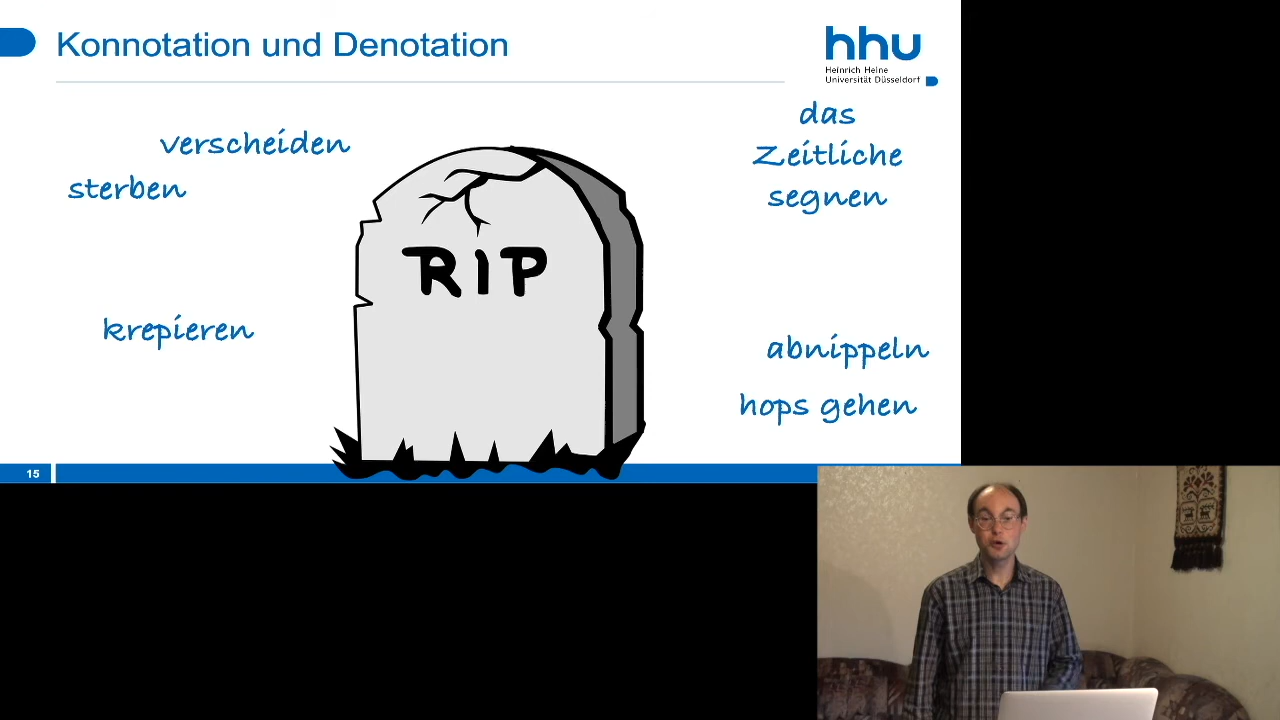 Konnotation und Denotation
hhu
Heinrich Heine
Universität Düsseldorf
das
Zeitliche
segnen
verscheiden
sterben
RIP
krepieren
abnippeln
hops gehen
15